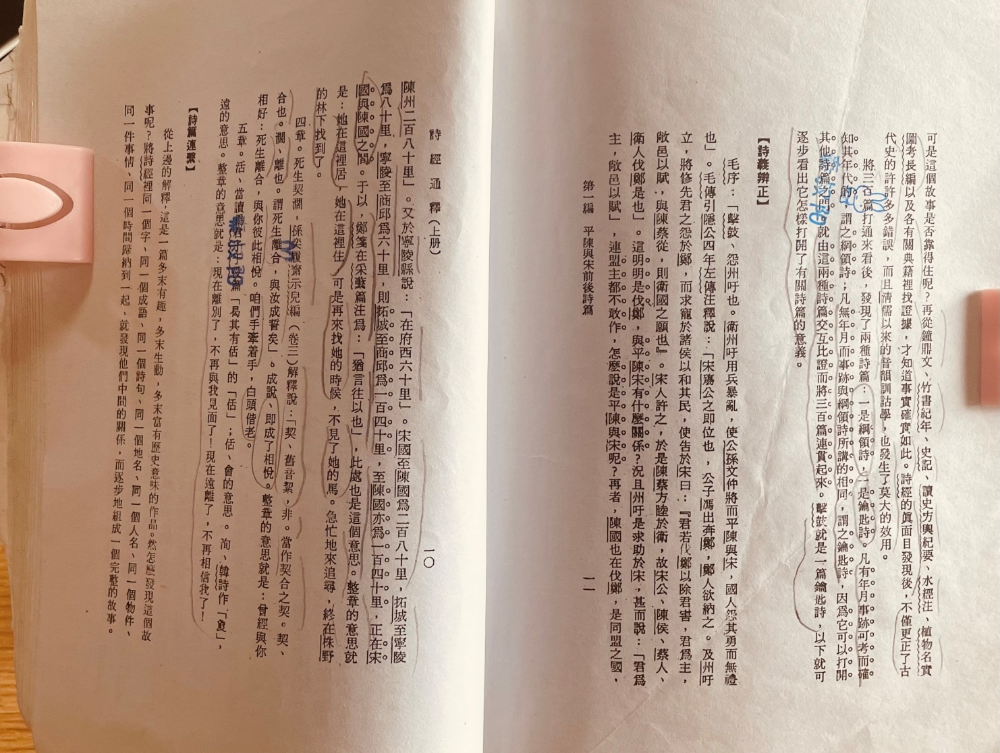 詩經通釋(上册)
一〇
陳州二百八十里」。又於寧陵縣說:「在府西六十里」。宋國至陳國爲二百八十里,拓城至寧陵
爲八十里,寧陵至商邱爲六十里,則拓城至商邱爲一百四十里,至陳國亦爲一百四十里,正在宋
國與陳國之間。于以,鄭箋在采蘩篇注爲:「猶言往以也」,此處也是這個意思。整章的意思就
是:她在這裡居,她在這裡住,可是再來找她的時候,不見了她的馬。急忙地來追尋,終在株野
的林下找到了。
四章。死生契濶,孫奕履齋示兒編(卷三)解釋說:「契、舊音絜,非。當作契合之契。契、
合也。濶、離也。謂死生離合,與汝成誓矣」。成說、即成了相悅。整章的意思就是:曾經與你
相好:死生離合,與你彼此相悅。咱們手牽着手,白頭偕老。
五章。活、當讀爲君子于役篇「曷其有佸」的「佸」;佸、會的意思。洵、韓詩作「敻」,
遠的意思。整章的意思就是:現在離別了,不再與我見面了!現在遠離了,不再相信我了!
【詩篇連繫】
從上邊的解釋,這是一篇多末有趣,多末生動,多末富有歷史意味的作品。然怎麽發現這個故
事呢?將詩經裡同一個字、同一個成語、同一個詩句、同一個地名、同一個人名、同一個物件、
同一件事情、同一個時間歸納到一起,就發現他們中間的關係,而逐步地組成一個完整的故事。
可是這個故事是否靠得住呢?再從鐘鼎文、竹書紀年、史記、讀史方輿紀要、水經注、植物名實
圖考長編以及各有關典籍裡找證據,才知道事實確實如此。詩經的眞面目發現後,不僅更正了古
代史的許許多多錯誤,而且清儒以來的音韻訓詁學,也發生了莫大的效用。
將三百篇打通來看後,發現了兩種詩篇:一是綱領詩,一是鑰匙詩。凡有年月事跡可考而確
知其年代的,謂之綱領詩;凡無年月而事跡與綱領詩所講的相同,謂之鑰匙詩,因爲它可以打開
其他詩篇之門。就由這兩種詩篇交互比證而將三百篇連貫起來。擊鼓就是一篇鑰匙詩,以下就可
逐步看出它怎樣打開了有關詩篇的意義。
【詩義辨正】
毛序:「擊鼓、怨州吁也。衛州吁用兵暴亂,使公孫文仲將而平陳與宋,國人怨其勇而無禮
也」。毛傳引隱公四年左傳注釋說:「宋殤公之即位也,公子馮出奔鄭,鄭人欲納之。及州吁
立,將修先君之怨於鄭,而求寵於諸侯以和其民,使吿於宋曰:『君若伐鄭以除君害,君爲主,
敝邑以賦,與陳蔡從,則衛國之願也』。宋人許之,於是陳蔡方睦於衛,故宋公、陳侯、蔡人、
衛人伐鄭是也」。這明明是伐鄭,與平陳宋有什麼關係?況且州吁是求助於宋,甚而說:「君爲
主,敝邑以賦」,連盟主都不敢作,怎麼說是平陳與宋呢?再者,陳國也在伐鄭,是同盟之國,
第一編 平陳與宋前後詩篇
一一